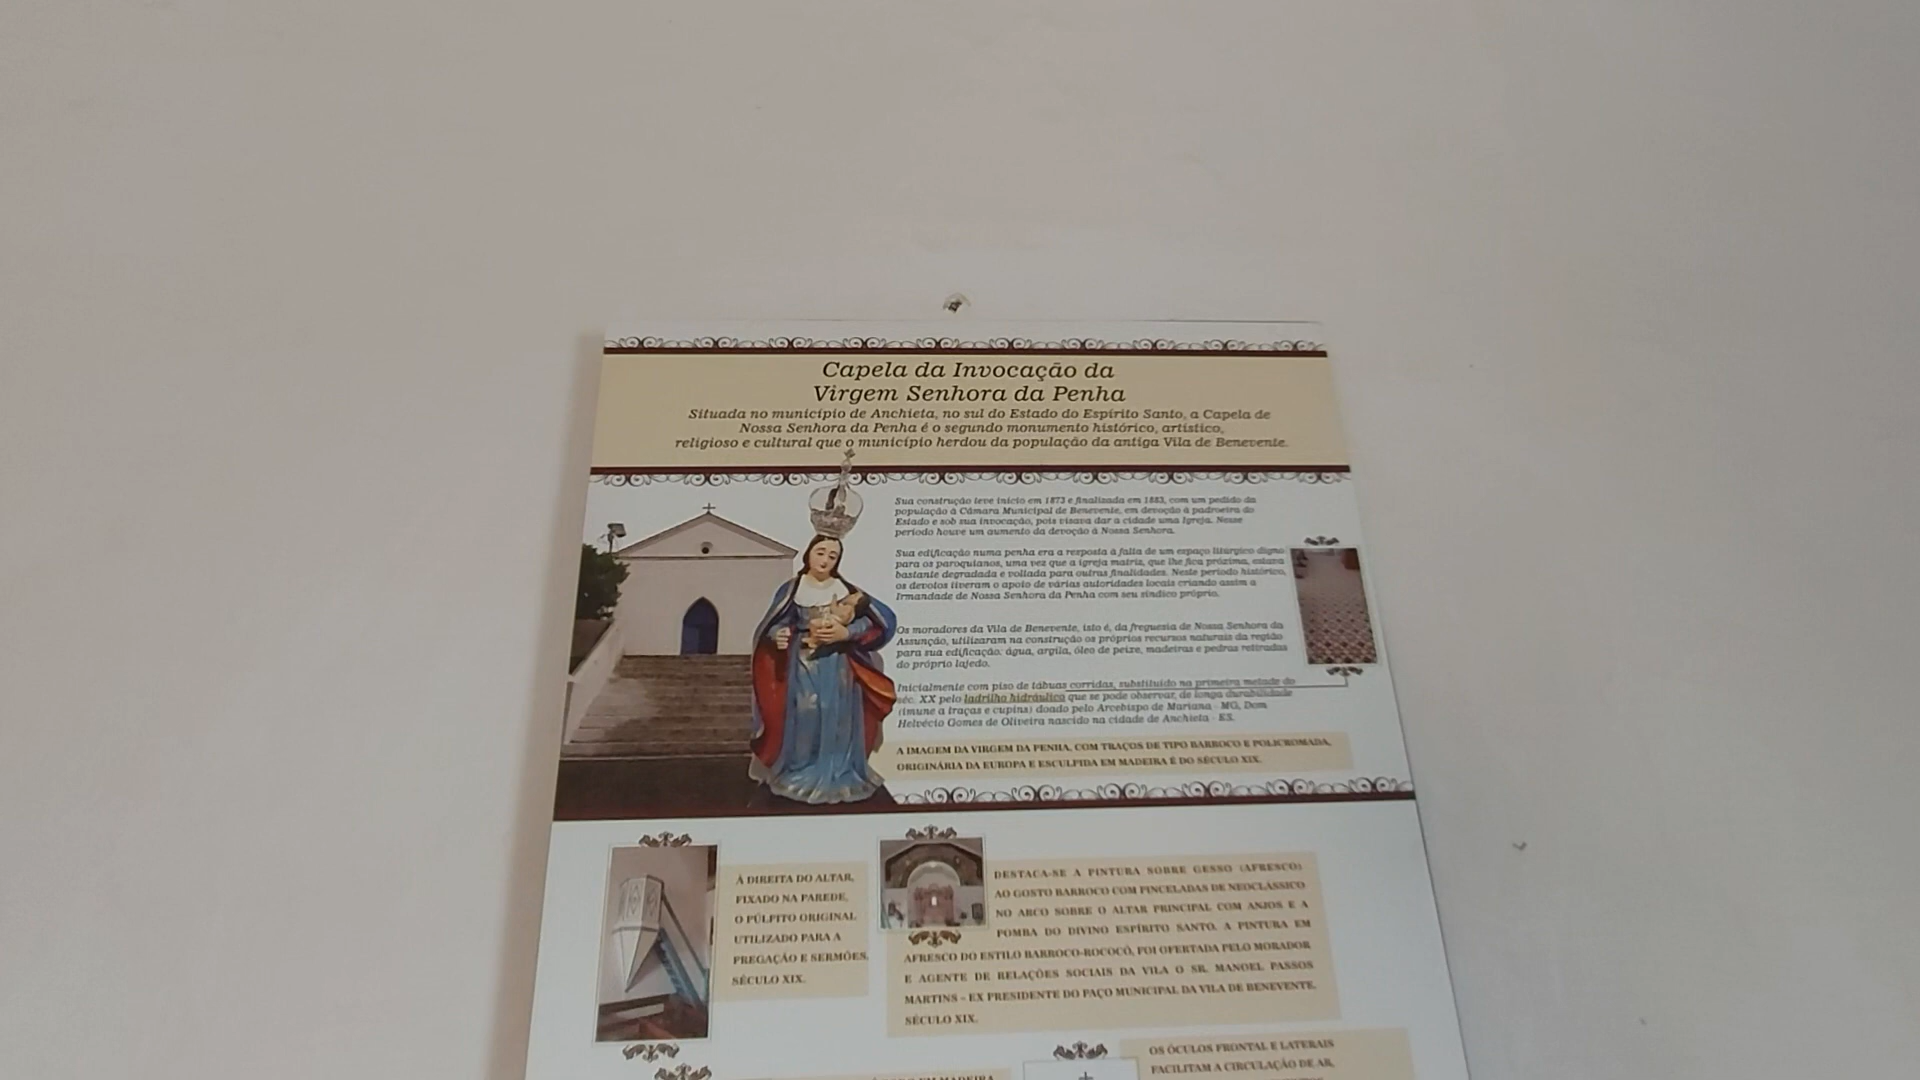 Capela da Invocação da
Virgem Senhora da Penha
Situada no município de Anchieta, no sul do Estado do Espírito Santo, a Capela de
Nossa Senhora da Penha é o segundo monumento histórico, artístico,
religioso e cultural que o município herdou da população da antiga Vila de Benevente.
Sua construção teve início em 1873 e finalizada em 1883, com um pedido da
população à Câmara Municipal de Benevente, em devoção à padroeira do
Estado e sob sua invocação, pois visava dar a cidade uma Igreja. Nesse
período houve um aumento da devoção à Nossa Senhora.
Sua edificação numa penha era a resposta à falta de um espaço litúrgico digno
para os paroquianos, uma vez que a igreja matriz, que lhe fica próxima, estava
bastante degradada e voltada para outras finalidades. Neste período histórico,
os devotos tiveram o apoio de várias autoridades locais criando assim a
Irmandade de Nossa Senhora da Penha com seu síndico próprio.
Os moradores da Vila de Benevente, isto é, da freguesia de Nossa Senhora da
Assunção, utilizaram na construção os próprios recursos naturais da região
para sua edificação: água, argila, óleo de peixe, madeiras e pedras retiradas
do próprio lajedo.
Inicialmente com piso de tábuas corridas, substituído na primeira metade do
séc. XX pelo ladrilho hidráulico que se pode observar, de longa durabilidade
(imune a traças e cupins) doado pelo Arcebispo de Mariana - MG, Dom
Helvécio Gomes de Oliveira nascido na cidade de Anchieta - ES.
A IMAGEM DA VIRGEM DA PENHA, COM TRAÇOS DE TIPO BARROCO E POLICROMADA,
ORIGINÁRIA DA EUROPA E ESCULPIDA EM MADEIRA É DO SÉCULO XIX.
À DIREITA DO ALTAR,
FIXADO NA PAREDE,
O PÚLPITO ORIGINAL
UTILIZADO PARA A
PREGAÇÃO E SERMÕES.
SÉCULO XIX.
DESTACA-SE A PINTURA SOBRE GESSO (AFRESCO)
AO GOSTO BARROCO COM PINCELADAS DE NEOCLÁSSICO
NO ARCO SOBRE O ALTAR PRINCIPAL COM ANJOS E A
POMBA DO DIVINO ESPÍRITO SANTO. A PINTURA EM
AFRESCO DO ESTILO BARROCO-ROCOCÓ, FOI OFERTADA PELO MORADOR
E AGENTE DE RELAÇÕES SOCIAIS DA VILA O SR. MANOEL PASSOS
MARTINS - EX PRESIDENTE DO PAÇO MUNICIPAL DA VILA DE BENEVENTE.
SÉCULO XIX.
OS ÓCULOS FRONTAL E LATERAIS
FACILITAM A CIRCULAÇÃO DE AR,
EM MADEIRA